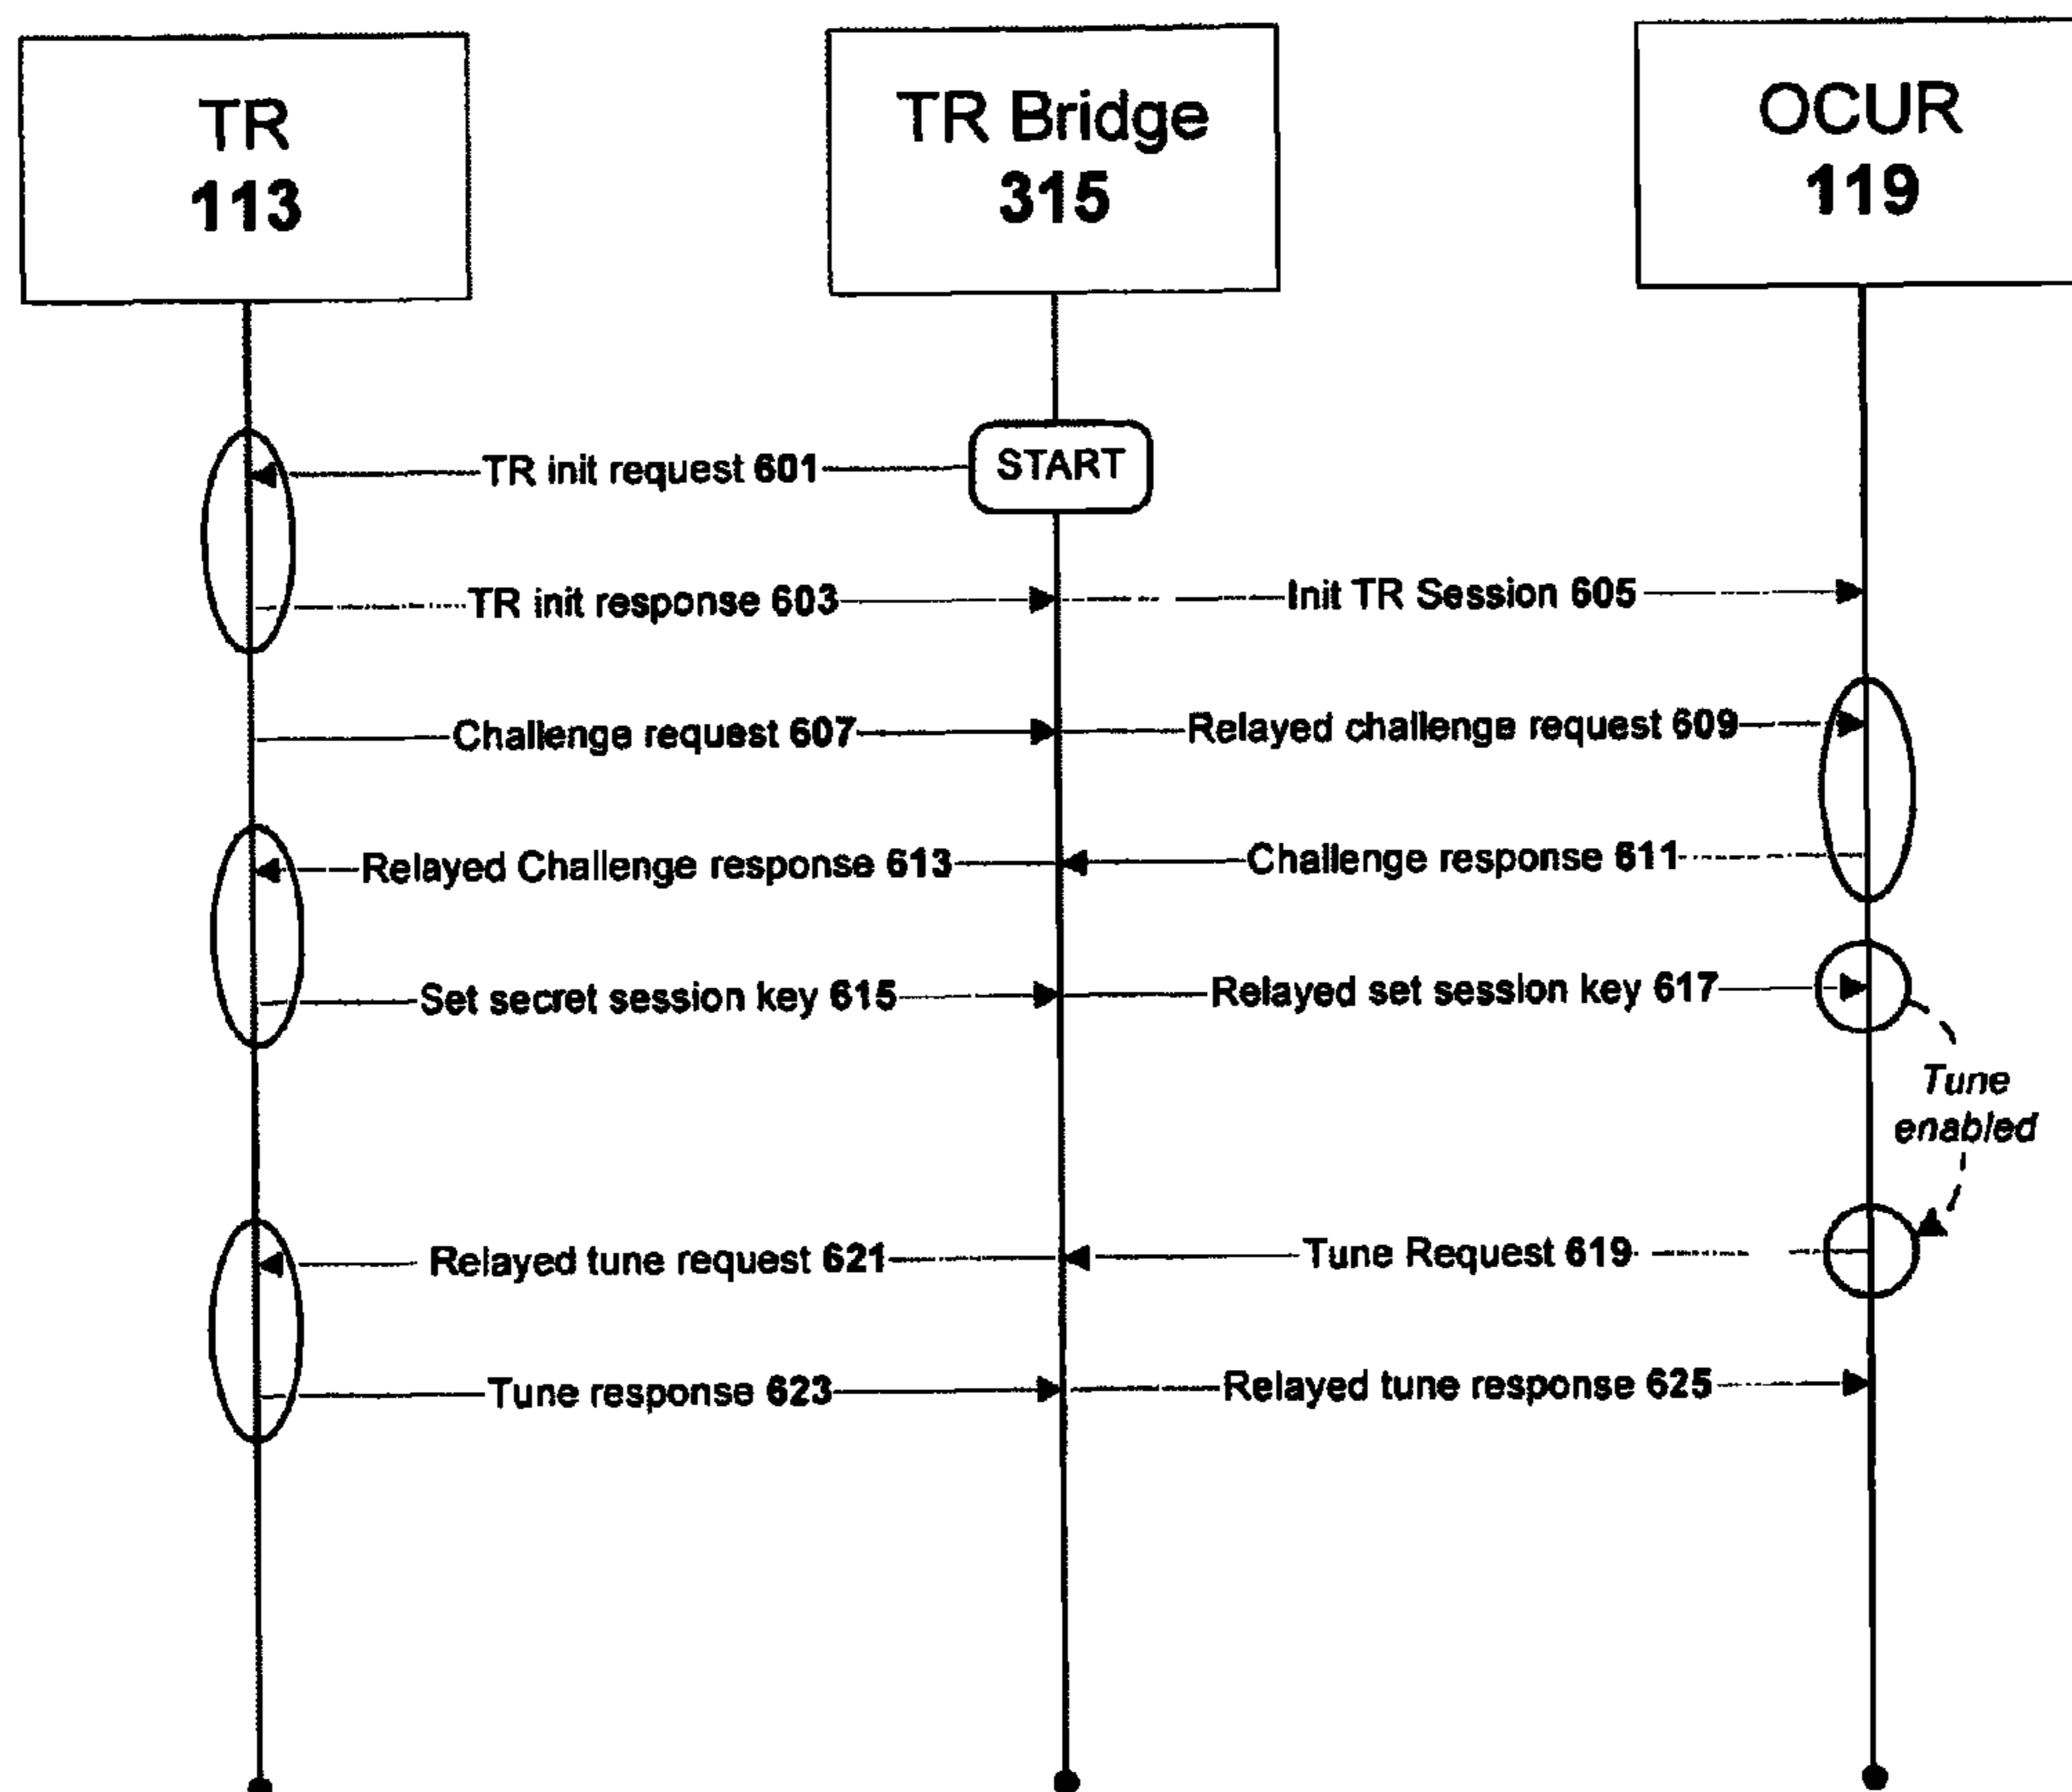 TR
113
TR Bridge
315
OCUR
119
START
TR init request 601
TR init response 603
Init TR Session 605
Challenge request 607
Relayed challenge request 609
Relayed Challenge response 613
Challenge response 611
Set secret session key 615
Relayed set session key 617
Tune
enabled
Relayed tune request 621
Tune Request 619
Tune response 623
Relayed tune response 625